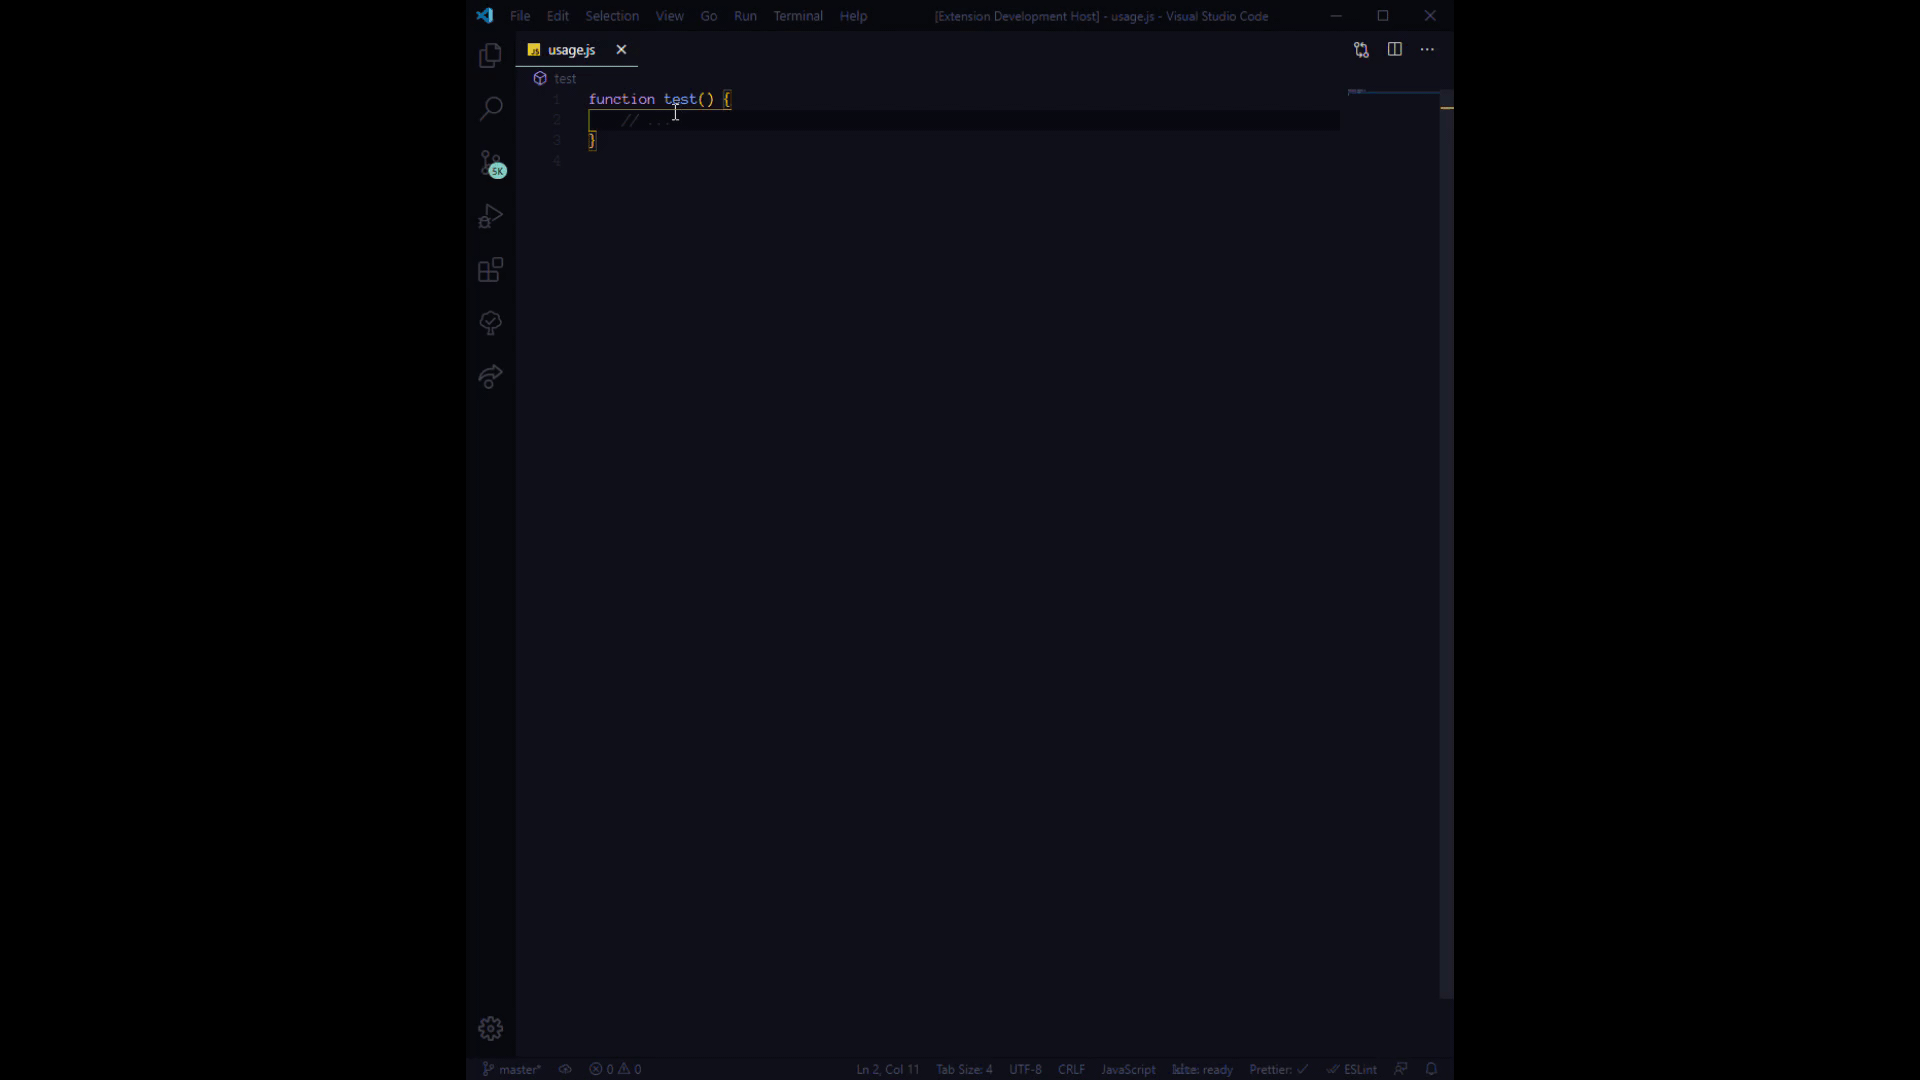 File Edit Selection View Go Run Terminal Help [Extension Development Host] - usage.js - Visual Studio Code
JS usage.js
test
1 function test() {
2 // ...
3 }
4
5K
master* 0 0 Ln 2, Col 11 Tab Size: 4 UTF-8 CRLF JavaScript kite: ready Prettier: ✓ ESLint